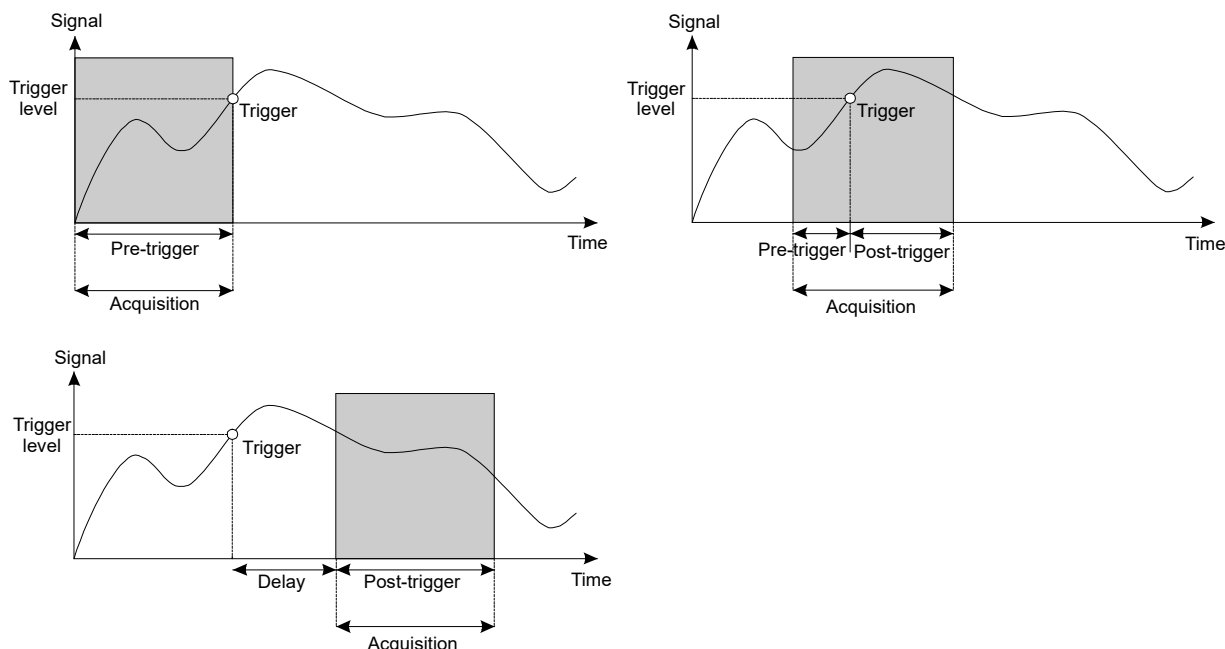 Signal
Trigger
level
Trigger
Time
Pre-trigger
Acquisition
Signal
Trigger
level
Trigger
Time
Pre-trigger
Post-trigger
Acquisition
Signal
Trigger
level
Trigger
Time
Delay
Post-trigger
Acquisition